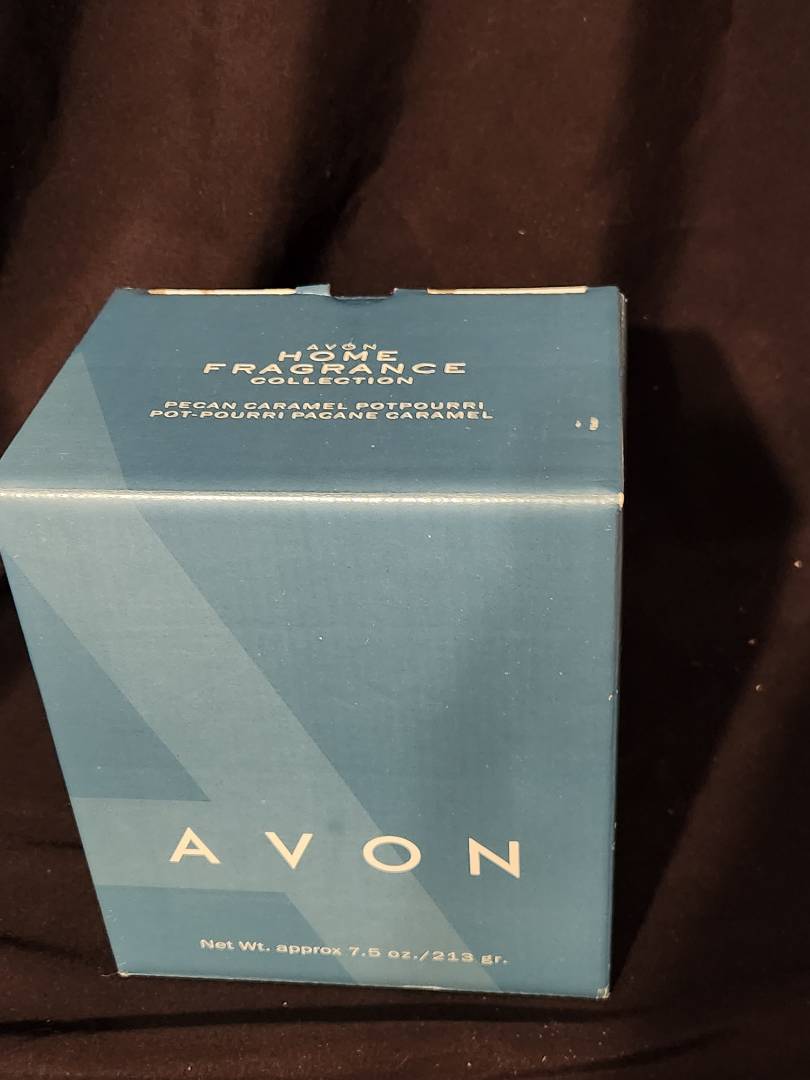 AVON
HOME
FRAGRANCE
COLLECTION
PECAN CARAMEL POTPOURRI
POT-POURRI PACANE CARAMEL
AVON
Net Wt. approx 7.5 oz./213 gr.